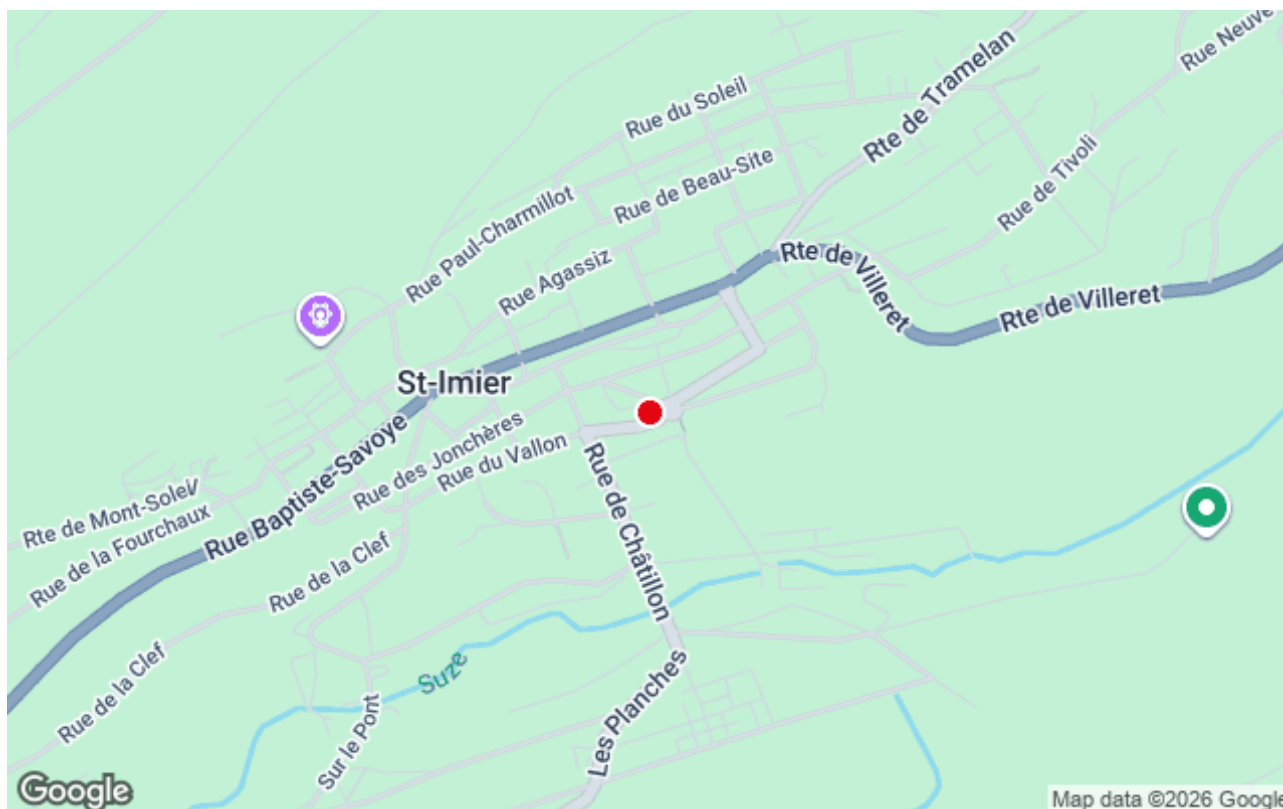 Rue Neuve
Rte de Tramelan
Rue du Soleil
Rue de Tivoli
Rue de Beau-Site
Rue Paul-Charmillot
Rue Agassiz
Rte de Villeret
Rte de Villeret
St-Imier
Rue des Jonchères
Rue du Vallon
Rue Baptiste-Savoye
Rte de Mont-Soleil
Rue de la Fourchaux
Rue de Châtillon
Rue de la Clef
Rue de la Clef
Suze
Sur le Pont
Les Planches
Google
Map data ©2026 Google